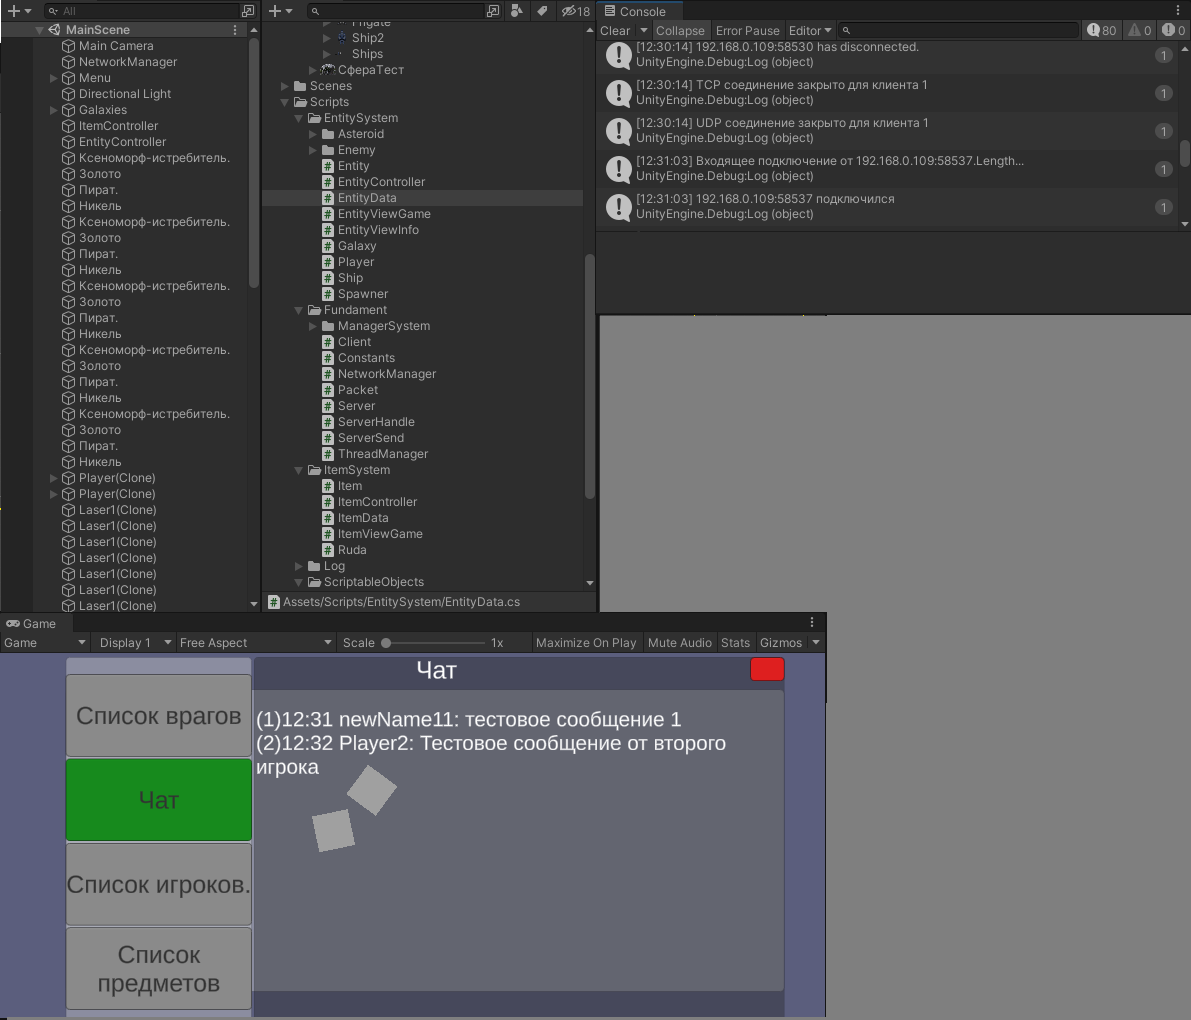 All
MainScene
Main Camera
NetworkManager
Menu
Directional Light
Galaxies
ItemController
EntityController
Ксеноморф-истребитель.
Золото
Пират.
Никель
Ксеноморф-истребитель.
Золото
Пират.
Никель
Ксеноморф-истребитель.
Золото
Пират.
Никель
Ксеноморф-истребитель.
Золото
Пират.
Никель
Ксеноморф-истребитель.
Золото
Пират.
Никель
Player(Clone)
Player(Clone)
Laser1(Clone)
Laser1(Clone)
Laser1(Clone)
Laser1(Clone)
Laser1(Clone)
Laser1(Clone)
Laser1(Clone)
18
Frigate
Ship2
Ships
СфераТест
Scenes
Scripts
EntitySystem
Asteroid
Enemy
Entity
EntityController
EntityData
EntityViewGame
EntityViewInfo
Galaxy
Player
Ship
Spawner
Fundament
ManagerSystem
Client
Constants
NetworkManager
Packet
Server
ServerHandle
ServerSend
ThreadManager
ItemSystem
Item
ItemController
ItemData
ItemViewGame
Ruda
Log
ScriptableObjects
Assets/Scripts/EntitySystem/EntityData.cs
Console
Clear Collapse Error Pause Editor 80 0 0
[12:30:14] 192.168.0.109:58530 has disconnected.
UnityEngine.Debug:Log (object) 1
[12:30:14] TCP соединение закрыто для клиента 1
UnityEngine.Debug:Log (object) 1
[12:30:14] UDP соединение закрыто для клиента 1
UnityEngine.Debug:Log (object) 1
[12:31:03] Входящее подключение от 192.168.0.109:58537.Length...
UnityEngine.Debug:Log (object) 1
[12:31:03] 192.168.0.109:58537 подключился
UnityEngine.Debug:Log (object) 1
Game
Game Display 1 Free Aspect Scale 1x Maximize On Play Mute Audio Stats Gizmos
Чат
Список врагов
Чат
Список игроков.
Список
предметов
(1)12:31 newName11: тестовое сообщение 1
(2)12:32 Player2: Тестовое сообщение от второго
игрока